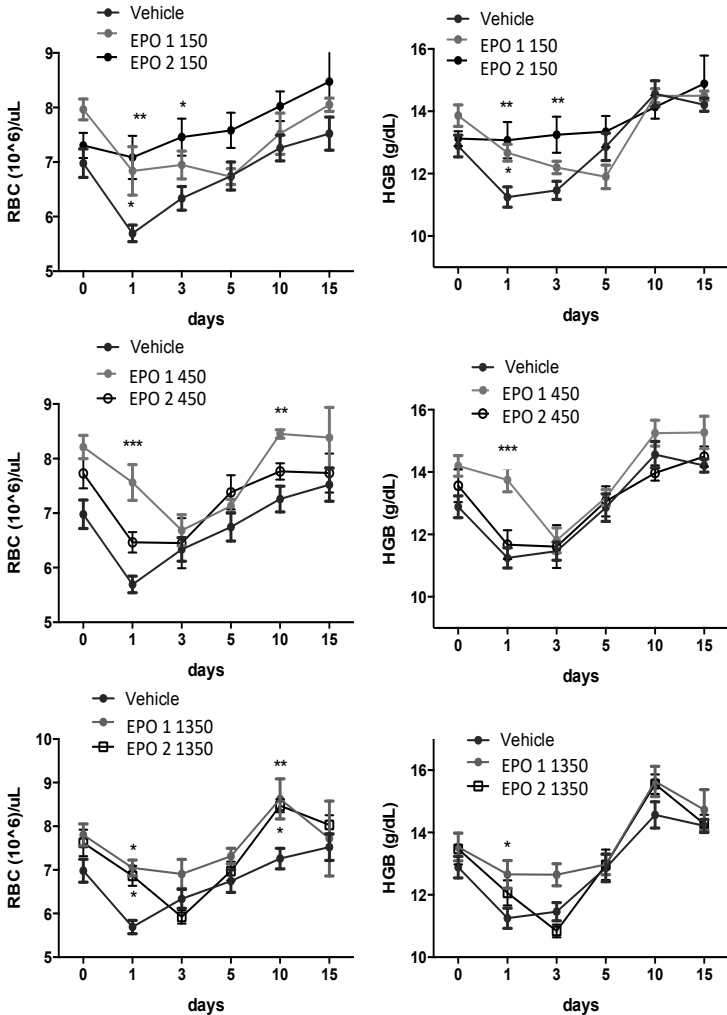 Vehicle
EPO 1 150
EPO 2 150
9
8
7
6
5
RBC (10^6)/uL
**
*
*
0 1 3 5 10 15
days
Vehicle
EPO 1 150
EPO 2 150
16
14
12
10
HGB (g/dL)
**
**
*
0 1 3 5 10 15
days
Vehicle
EPO 1 450
EPO 2 450
9
8
7
6
5
RBC (10^6)/uL
***
**
0 1 3 5 10 15
days
Vehicle
EPO 1 450
EPO 2 450
16
14
12
10
HGB (g/dL)
***
0 1 3 5 10 15
days
Vehicle
EPO 1 1350
EPO 2 1350
10
9
8
7
6
5
RBC (10^6)/uL
**
*
*
*
0 1 3 5 10 15
days
Vehicle
EPO 1 1350
EPO 2 1350
16
14
12
10
HGB (g/dL)
*
0 1 3 5 10 15
days